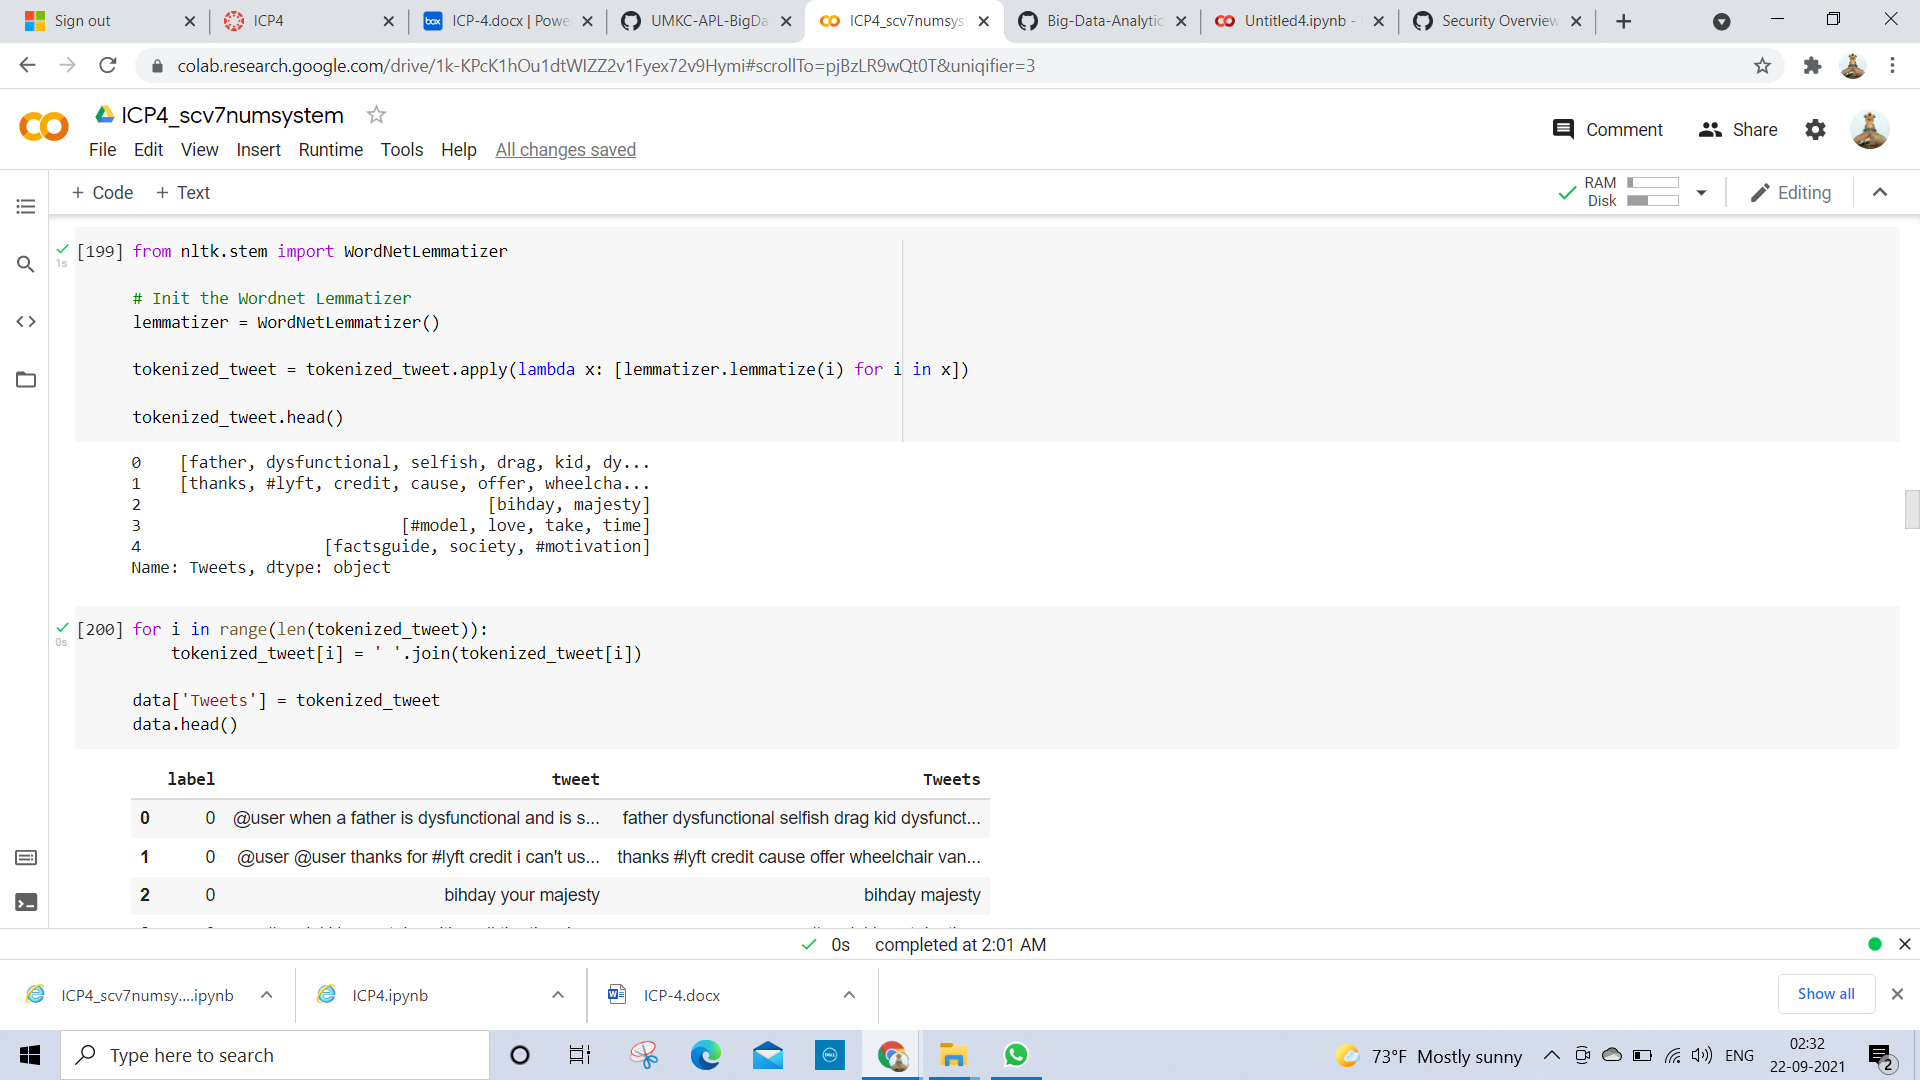 Sign out
ICP4
ICP-4.docx | Powe
UMKC-APL-BigDa
ICP4_scv7numsyst
Big-Data-Analytic
Untitled4.ipynb -
Security Overview
colab.research.google.com/drive/1k-KPcK1hOu1dtWIZZ2v1Fyex72v9Hymi#scrollTo=pjBzLR9wQt0T&uniqifier=3
ICP4_scv7numsystem
Comment
Share
File Edit View Insert Runtime Tools Help All changes saved
+ Code + Text
RAM
Disk
Editing
[199] from nltk.stem import WordNetLemmatizer
1s
# Init the Wordnet Lemmatizer
lemmatizer = WordNetLemmatizer()
tokenized_tweet = tokenized_tweet.apply(lambda x: [lemmatizer.lemmatize(i) for i in x])
tokenized_tweet.head()
0 [father, dysfunctional, selfish, drag, kid, dy...
1 [thanks, #lyft, credit, cause, offer, wheelcha...
2 [bihday, majesty]
3 [#model, love, take, time]
4 [factsguide, society, #motivation]
Name: Tweets, dtype: object
[200] for i in range(len(tokenized_tweet)):
0s
tokenized_tweet[i] = ' '.join(tokenized_tweet[i])
data['Tweets'] = tokenized_tweet
data.head()
label tweet Tweets
0 0 @user when a father is dysfunctional and is s... father dysfunctional selfish drag kid dysfunct...
1 0 @user @user thanks for #lyft credit i can't us... thanks #lyft credit cause offer wheelchair van...
2 0 bihday your majesty bihday majesty
0s completed at 2:01 AM
ICP4_scv7numsy....ipynb
ICP4.ipynb
ICP-4.docx
Show all
Type here to search
box
DELL
73°F Mostly sunny
ENG
02:32
22-09-2021
2